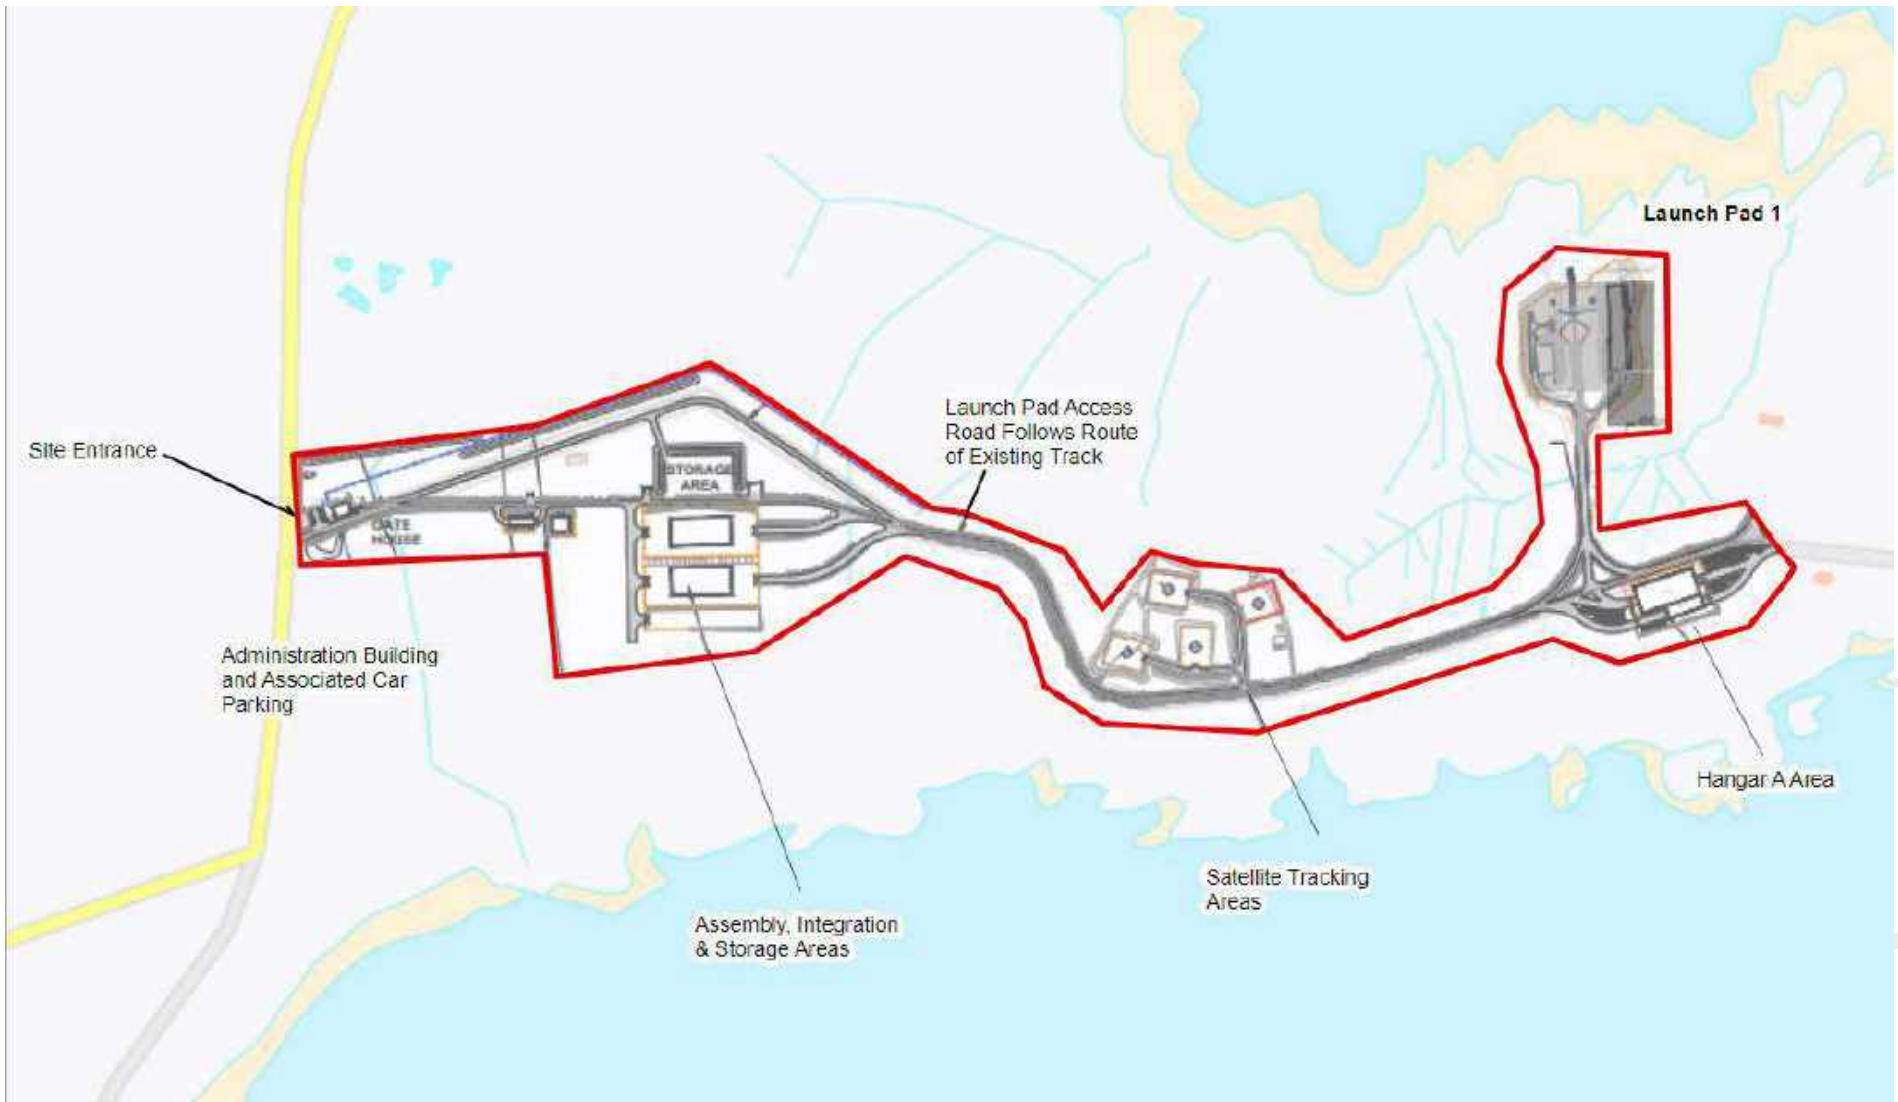 Launch Pad 1
Launch Pad Access
Road Follows Route
of Existing Track
Site Entrance
STORAGE
AREA
GATE
HOUSE
Administration Building
and Associated Car
Parking
Hangar A Area
Satellite Tracking
Areas
Assembly, Integration
& Storage Areas